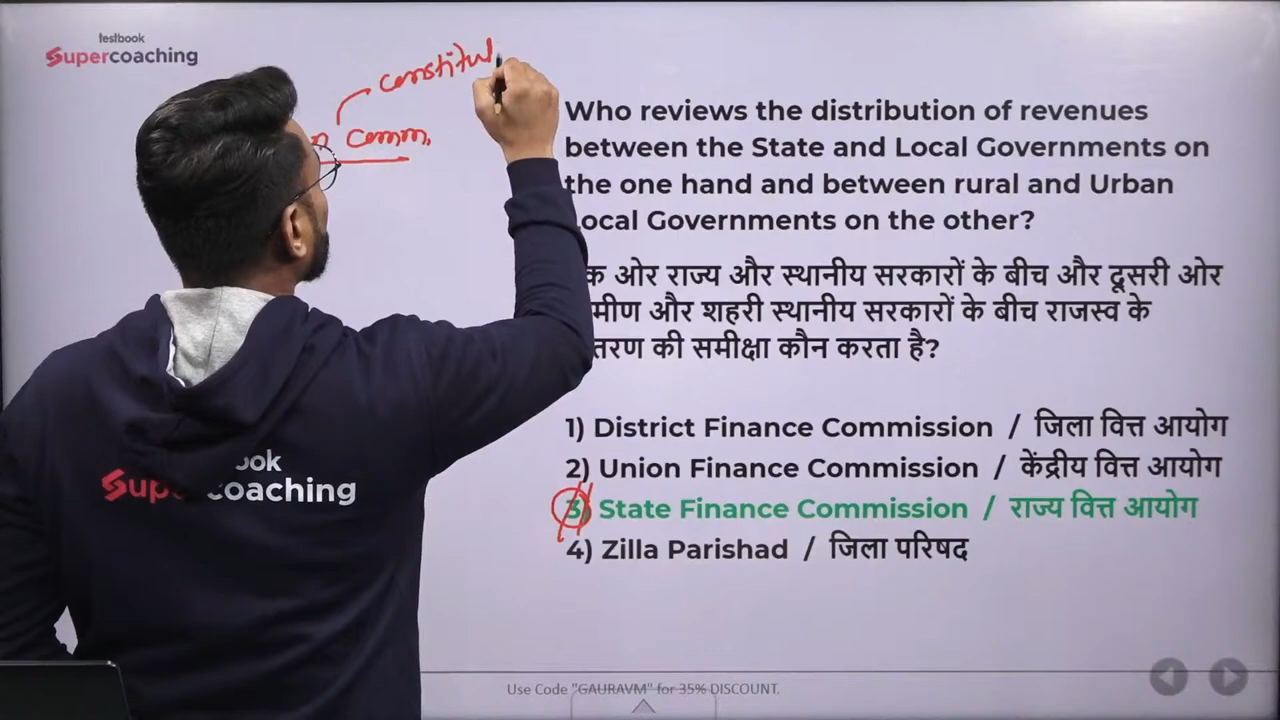 testbook
Supercoaching
constitut
comm.
Who reviews the distribution of revenues
between the State and Local Governments on
the one hand and between rural and Urban
Local Governments on the other?
ओर राज्य और स्थानीय सरकारों के बीच और दूसरी ओर
और शहरी स्थानीय सरकारों के बीच राजस्व के
की समीक्षा कौन करता है?
1) District Finance Commission / जिला वित्त आयोग
2) Union Finance Commission / केंद्रीय वित्त आयोग
3) State Finance Commission / राज्य वित्त आयोग
4) Zilla Parishad / जिला परिषद
ook
Sup coaching
Use Code "GAURAVM" for 35% DISCOUNT.